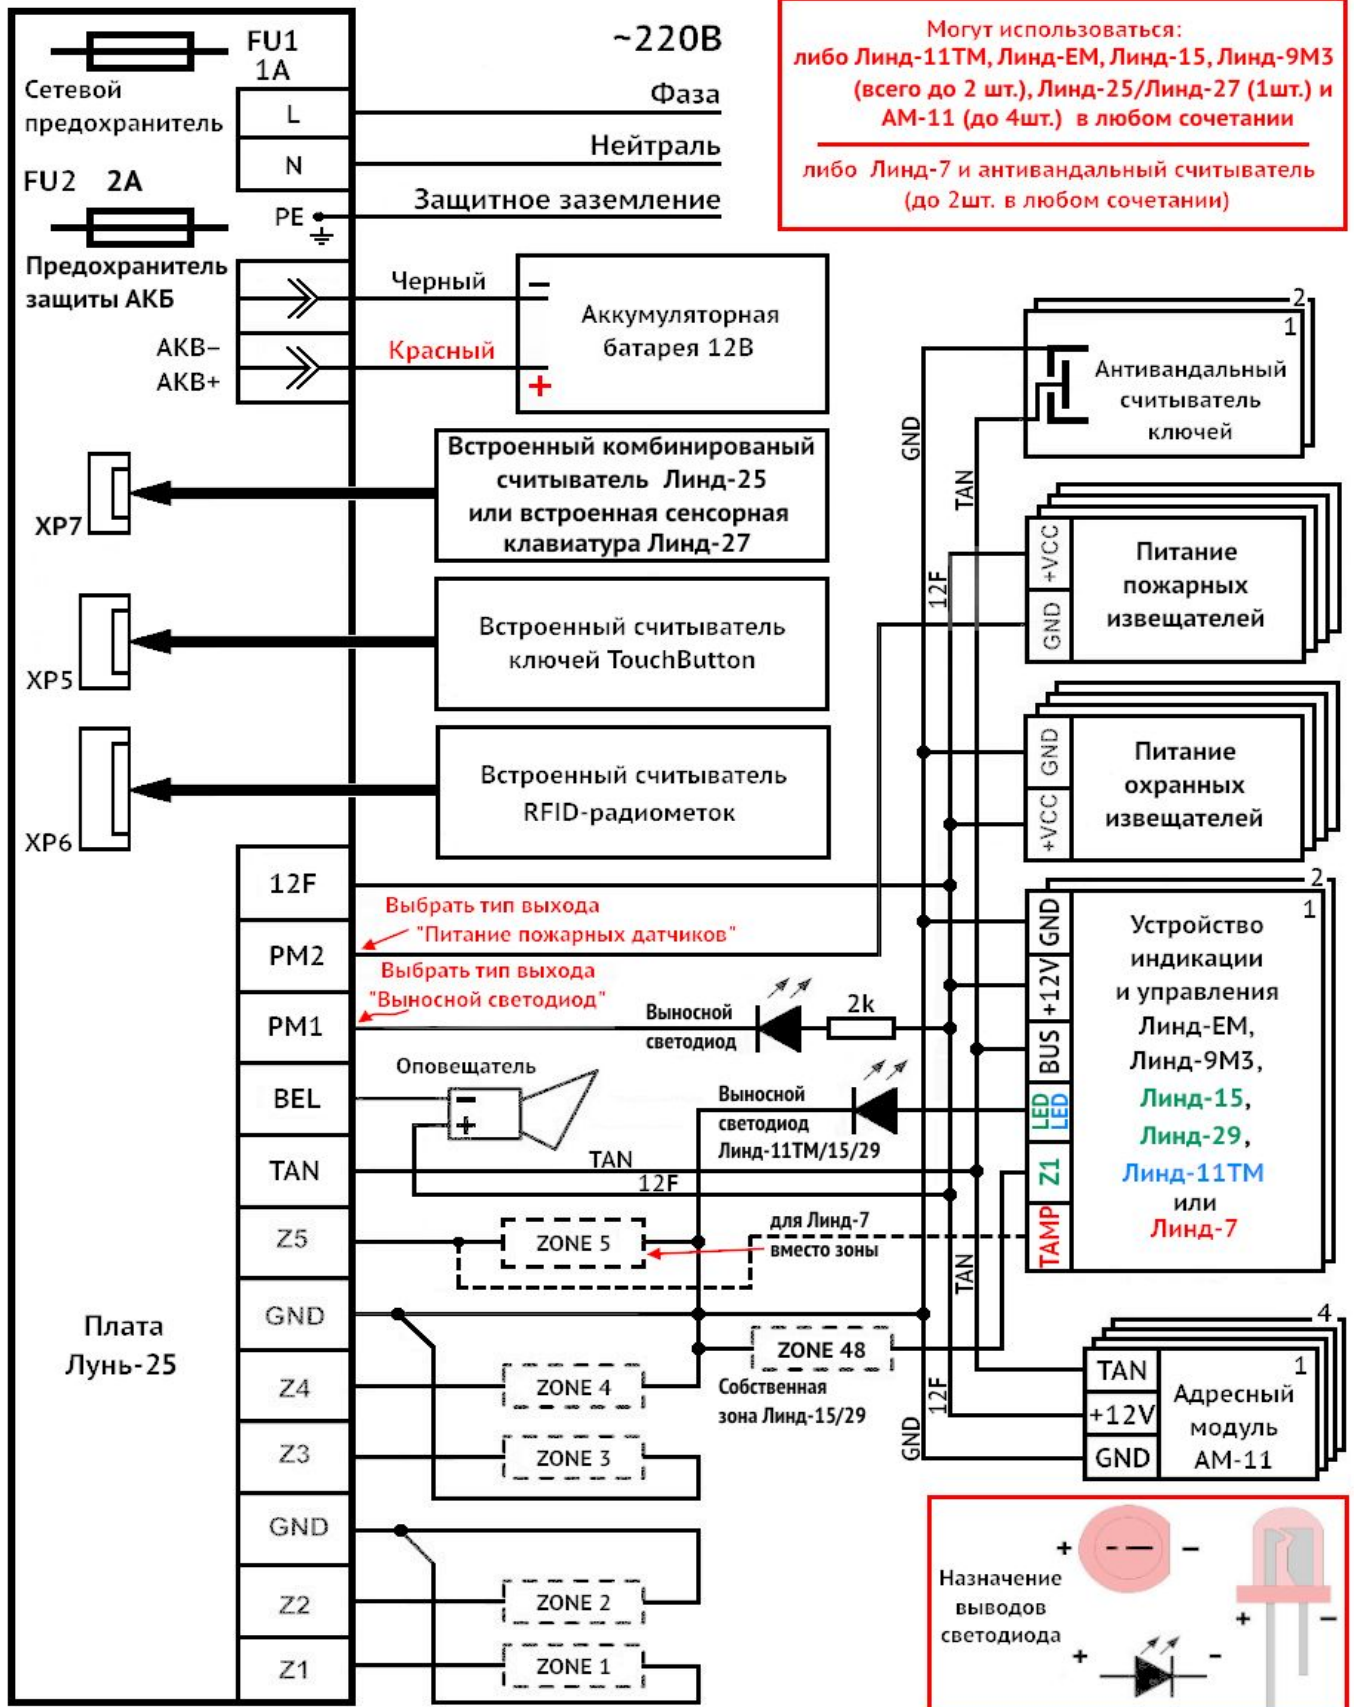 FU1
1А
Сетевой
предохранитель
L
N
FU2 2А
PE
Предохранитель
защиты АКБ
АКВ–
АКВ+
~220В
Фаза
Нейтраль
Защитное заземление
Могут использоваться:
либо Линд-11ТМ, Линд-ЕМ, Линд-15, Линд-9М3
(всего до 2 шт.), Линд-25/Линд-27 (1шт.) и
АМ-11 (до 4шт.) в любом сочетании
либо Линд-7 и антивандальный считыватель
(до 2шт. в любом сочетании)
Черный
Красный
–
+
Аккумуляторная
батарея 12В
XP7
Встроенный комбинированый
считыватель Линд-25
или встроенная сенсорная
клавиатура Линд-27
XP5
Встроенный считыватель
ключей TouchButton
XP6
Встроенный считыватель
RFID-радиометок
2
1
Антивандальный
считыватель
ключей
GND
TAN
12F
+VCC
GND
Питание
пожарных
извещателей
GND
+VCC
Питание
охранных
извещателей
12F
PM2
PM1
BEL
TAN
Z5
GND
Z4
Z3
GND
Z2
Z1
Плата
Лунь-25
Выбрать тип выхода
"Питание пожарных датчиков"
Выбрать тип выхода
"Выносной светодиод"
Выносной
светодиод
2k
Оповещатель
–
+
Выносной
светодиод
Линд-11ТМ/15/29
TAN
12F
ZONE 5
для Линд-7
вместо зоны
ZONE 48
Собственная
зона Линд-15/29
ZONE 4
ZONE 3
ZONE 2
ZONE 1
2
1
GND
+12V
BUS
LED
LED
Z1
TAMP
Устройство
индикации
и управления
Линд-ЕМ,
Линд-9М3,
Линд-15,
Линд-29,
Линд-11ТМ
или
Линд-7
TAN
12F
GND
4
1
TAN
+12V
GND
Адресный
модуль
АМ-11
Назначение
выводов
светодиода
+ –
+ –
+ -